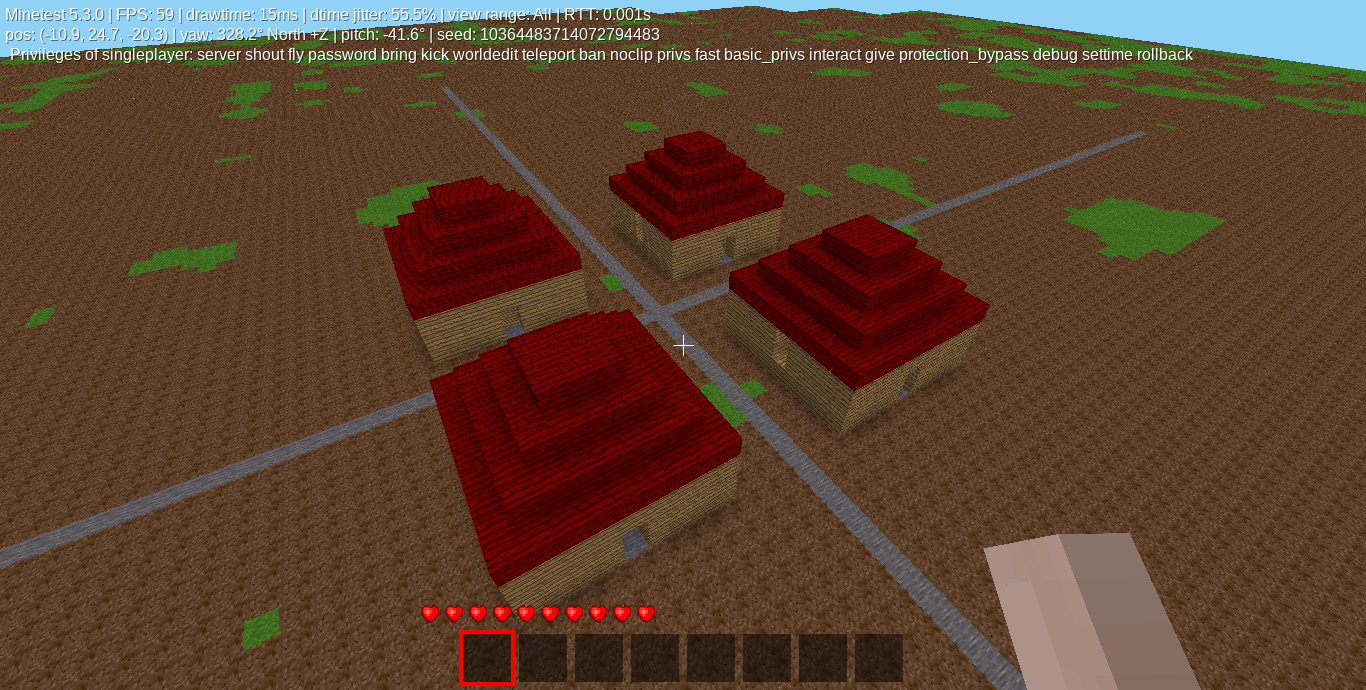 Minetest 5.3.0 | FPS: 59 | drawtime: 15ms | dtime jitter: 55.5% | view range: All | RTT: 0.001s
pos: (-10.9, 24.7, -20.3) | yaw: 328.2° North +Z | pitch: -41.6° | seed: 10364483714072794483
Privileges of singleplayer: server shout fly password bring kick worldedit teleport ban noclip privs fast basic_privs interact give protection_bypass debug settime rollback